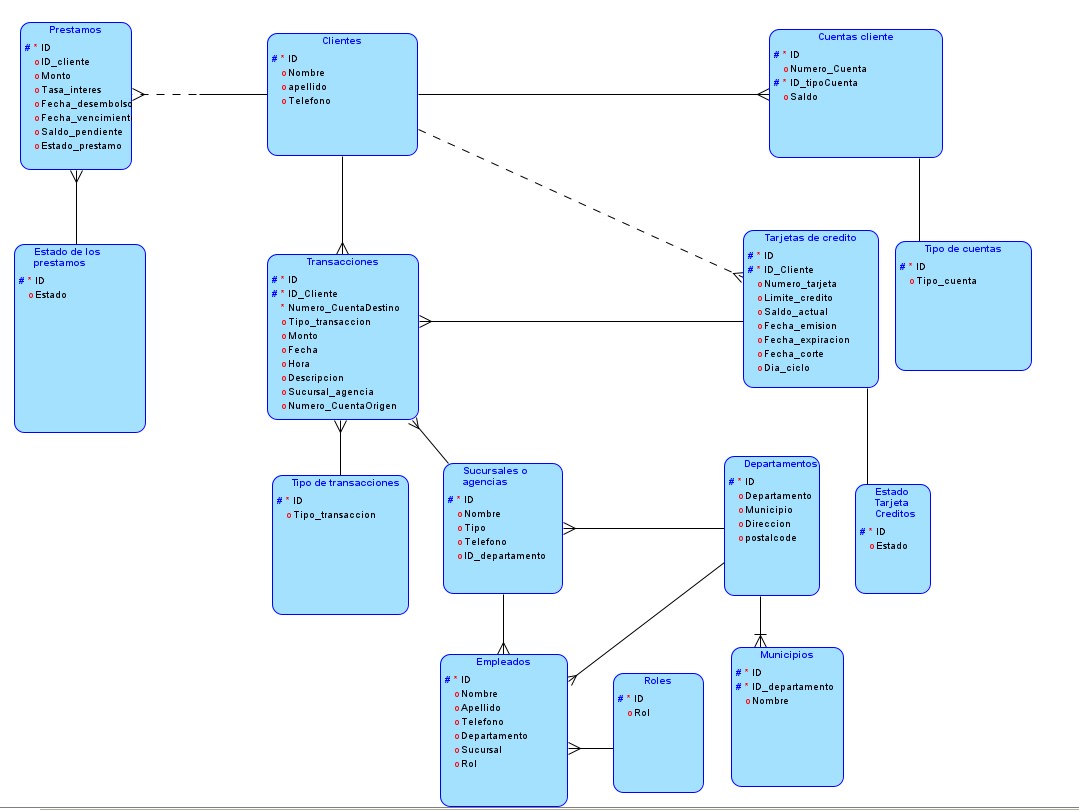 Prestamos
# * ID
o ID_cliente
o Monto
o Tasa_interes
o Fecha_desembolso
o Fecha_vencimient
o Saldo_pendiente
o Estado_prestamo
Clientes
# * ID
o Nombre
o apellido
o Telefono
Cuentas cliente
# * ID
o Numero_Cuenta
# * ID_tipoCuenta
o Saldo
Estado de los
prestamos
# * ID
o Estado
Transacciones
# * ID
# * ID_Cliente
* Numero_CuentaDestino
o Tipo_transaccion
o Monto
o Fecha
o Hora
o Descripcion
o Sucursal_agencia
o Numero_CuentaOrigen
Tarjetas de credito
# * ID
# * ID_Cliente
o Numero_tarjeta
o Limite_credito
o Saldo_actual
o Fecha_emision
o Fecha_expiracion
o Fecha_corte
o Dia_ciclo
Tipo de cuentas
# * ID
o Tipo_cuenta
Tipo de transacciones
# * ID
o Tipo_transaccion
Sucursales o
agencias
# * ID
o Nombre
o Tipo
o Telefono
o ID_departamento
Departamentos
# * ID
o Departamento
o Municipio
o Direccion
o postalcode
Estado
Tarjeta
Creditos
# * ID
o Estado
Empleados
# * ID
o Nombre
o Apellido
o Telefono
o Departamento
o Sucursal
o Rol
Roles
# * ID
o Rol
Municipios
# * ID
# * ID_departamento
o Nombre